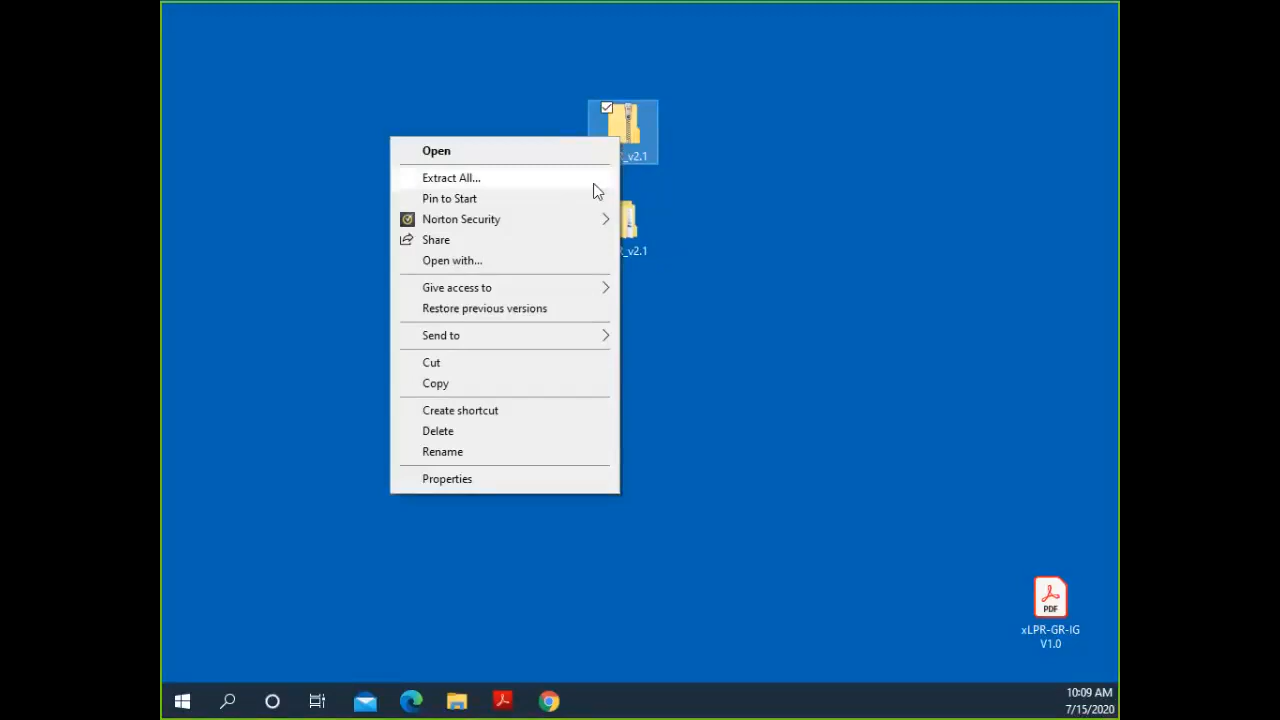 Open
Extract All...
Pin to Start
Norton Security
Share
Open with...
Give access to
Restore previous versions
Send to
Cut
Copy
Create shortcut
Delete
Rename
Properties
_v2.1
_v2.1
PDF
xLPR-GR-IG
V1.0
10:09 AM
7/15/2020